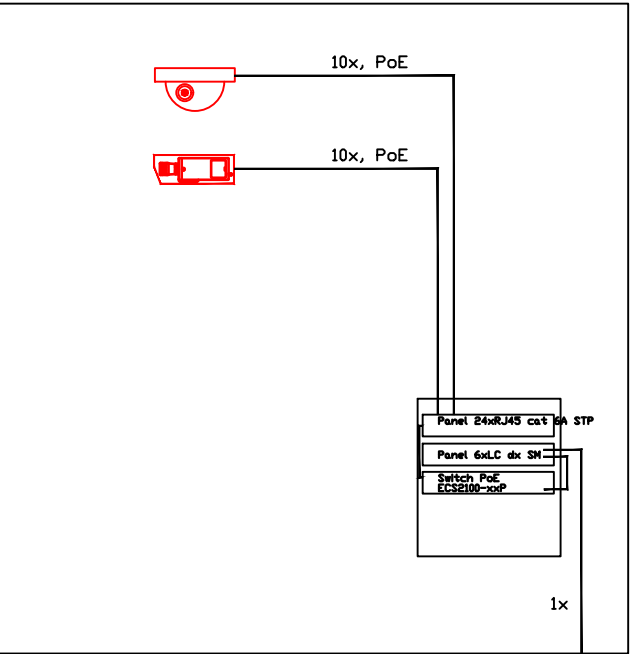 10x, PoE
10x, PoE
Panel 24xRJ45 cat 6A STP
Panel 6xLC dx SM
Switch PoE
ECS2100-xxP
1x